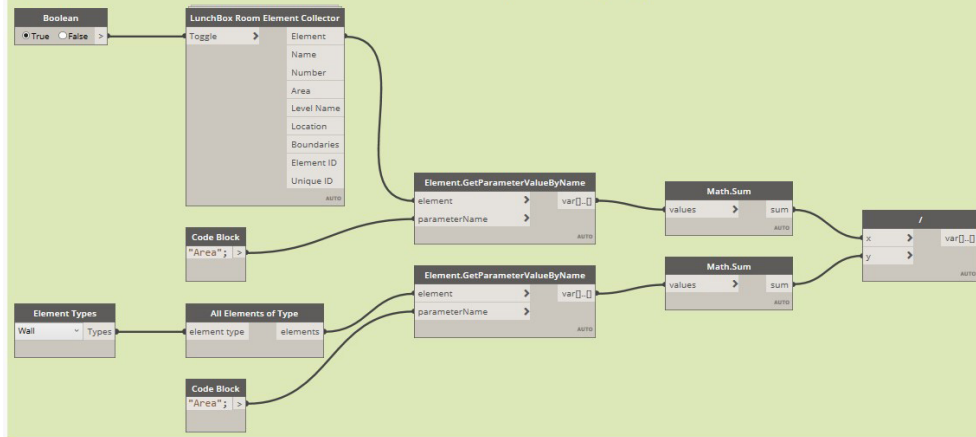 Boolean
True False >
LunchBox Room Element Collector
Toggle > Element
Name
Number
Area
Level Name
Location
Boundaries
Element ID
Unique ID
AUTO
Code Block
"Area"; >
Element.GetParameterValueByName
element > var[]..[]
parameterName >
AUTO
Math.Sum
values > sum
AUTO
/
x > var[]..[]
y >
AUTO
Element Types
Wall Types
All Elements of Type
element type elements
Element.GetParameterValueByName
element > var[]..[]
parameterName >
AUTO
Math.Sum
values > sum
AUTO
Code Block
"Area"; >